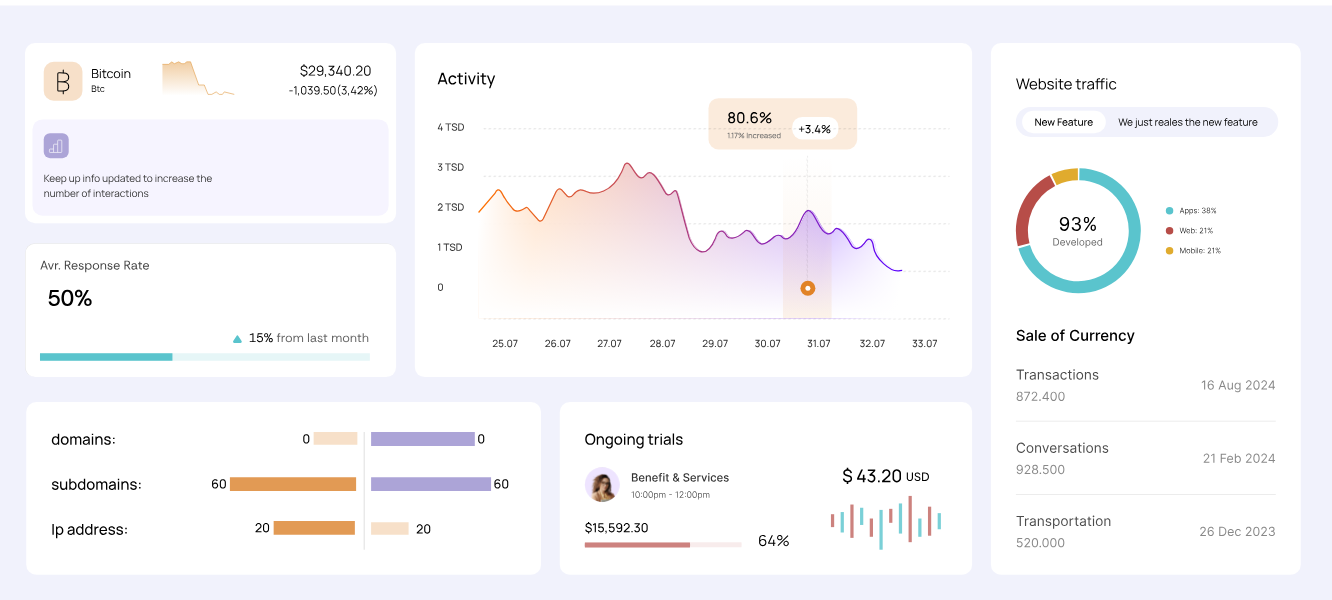 Bitcoin
Btc
$29,340.20
-1,039.50(3,42%)
Keep up info updated to increase the
number of interactions
Avr. Response Rate
50%
15% from last month
Activity
80.6%
1.17% increased
+3.4%
4 TSD
3 TSD
2 TSD
1 TSD
0
25.07 26.07 27.07 28.07 29.07 30.07 31.07 32.07 33.07
Website traffic
New Feature We just reales the new feature
93%
Developed
Apps: 38%
Web: 21%
Mobile: 21%
Sale of Currency
Transactions
872.400
16 Aug 2024
Conversations
928.500
21 Feb 2024
Transportation
520.000
26 Dec 2023
domains: 0 0
subdomains: 60 60
Ip address: 20 20
Ongoing trials
Benefit & Services
10:00pm - 12:00pm
$15,592.30
64%
$ 43.20 USD